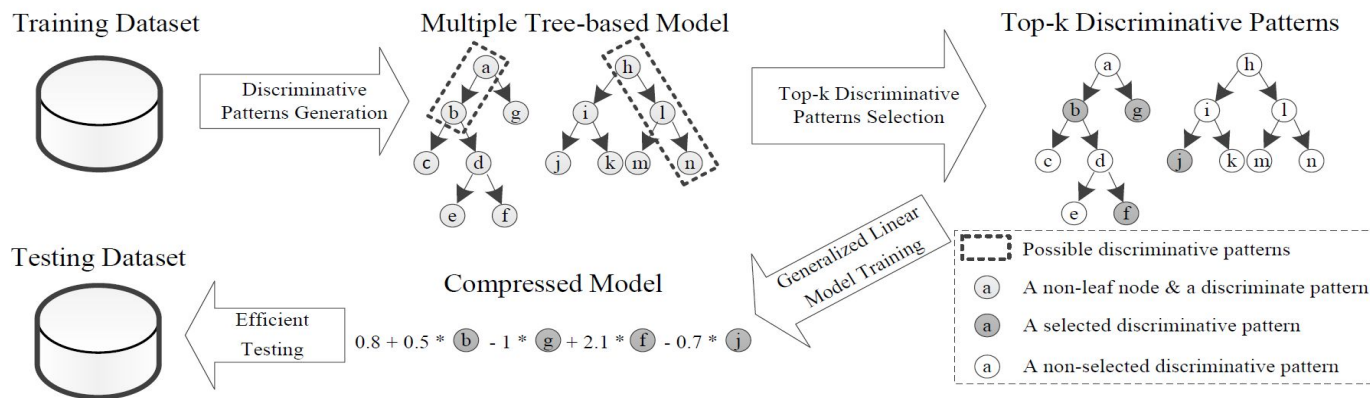 Training Dataset
Multiple Tree-based Model
Top-k Discriminative Patterns
Discriminative
Patterns Generation
Top-k Discriminative
Patterns Selection
a
b
g
c
d
e
f
h
i
l
j
k
m
n
a
b
g
c
d
e
f
h
i
l
j
k
m
n
Generalized Linear
Model Training
Possible discriminative patterns
a A non-leaf node & a discriminate pattern
a A selected discriminative pattern
a A non-selected discriminative pattern
Testing Dataset
Compressed Model
Efficient
Testing
0.8 + 0.5 * b - 1 * g + 2.1 * f - 0.7 * j